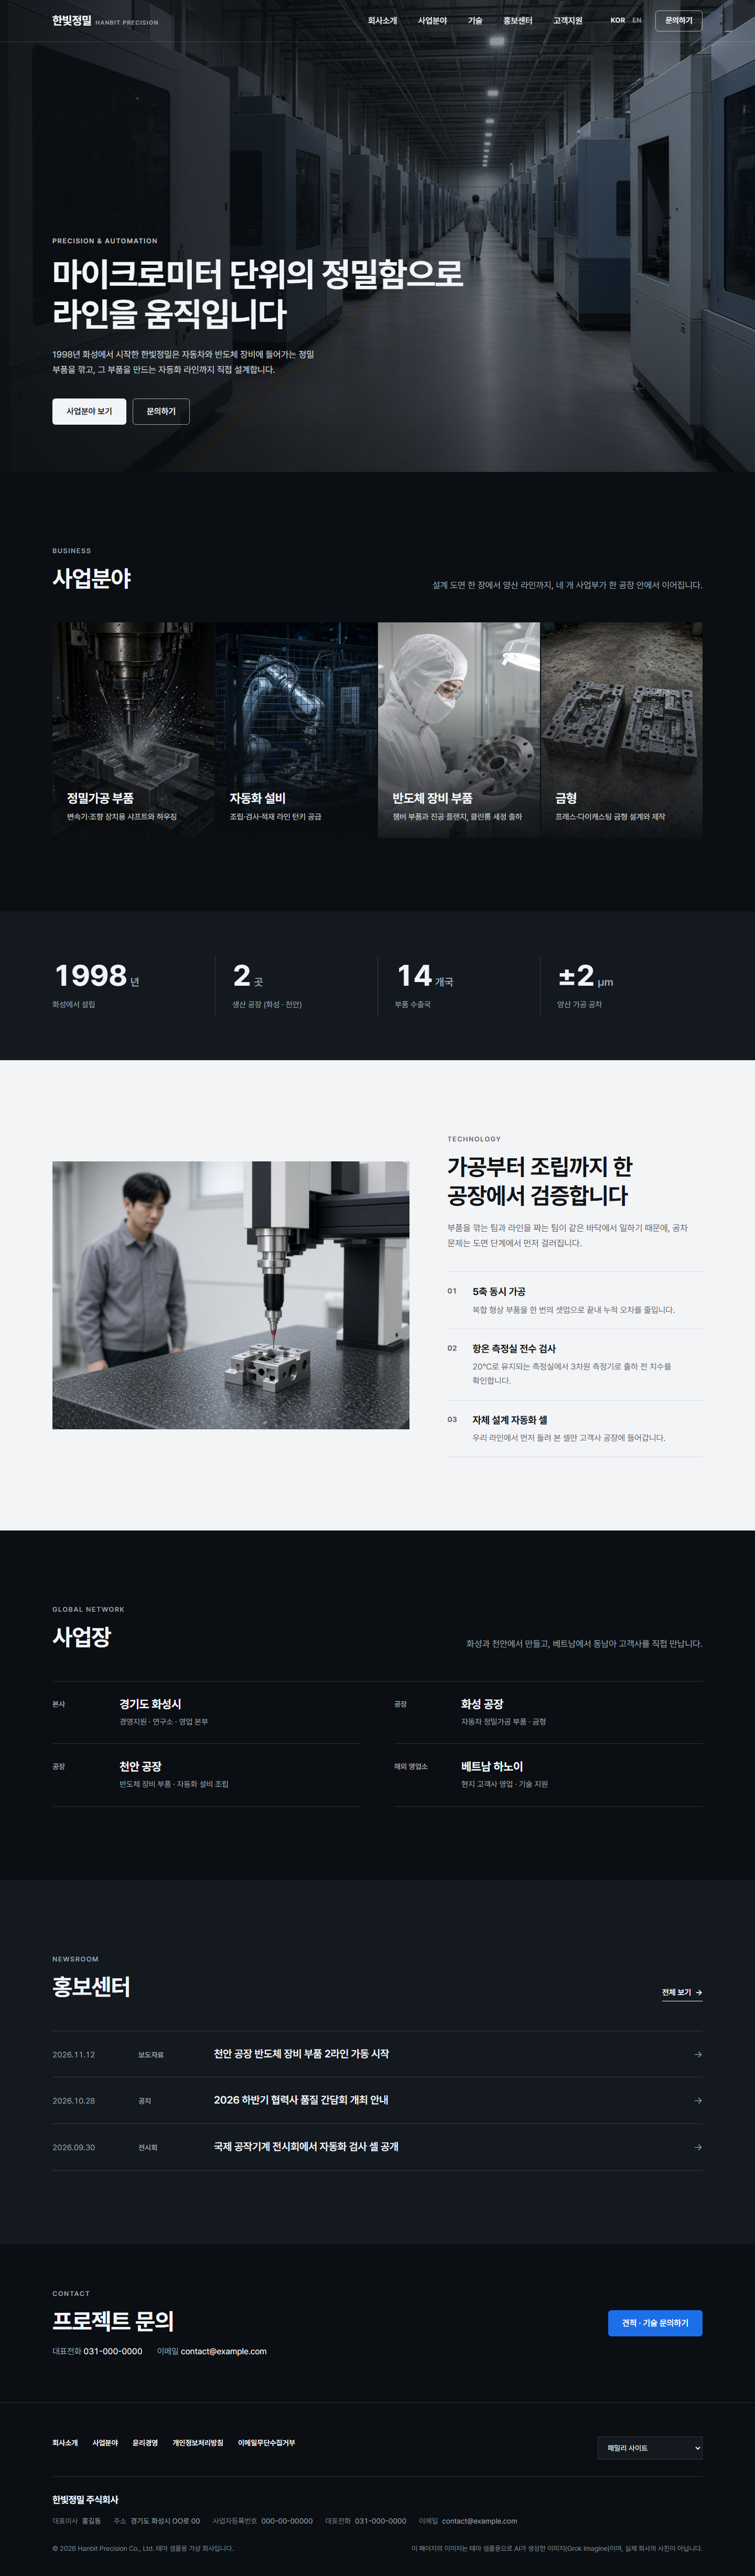 한빛정밀 HANBIT PRECISION
회사소개 사업분야 기술 홍보센터 고객지원 KOR EN 문의하기
PRECISION & AUTOMATION
마이크로미터 단위의 정밀함으로
라인을 움직입니다
1998년 화성에서 시작한 한빛정밀은 자동차와 반도체 장비에 들어가는 정밀
부품을 깎고, 그 부품을 만드는 자동화 라인까지 직접 설계합니다.
사업분야 보기 문의하기
BUSINESS
사업분야
설계 도면 한 장에서 양산 라인까지, 네 개 사업부가 한 공장 안에서 이어집니다.
정밀가공 부품
변속기·조향 장치용 샤프트와 하우징
자동화 설비
조립·검사·적재 라인 턴키 공급
반도체 장비 부품
챔버 부품과 진공 플랜지, 클린룸 세정 출하
금형
프레스·다이캐스팅 금형 설계와 제작
1998 년
화성에서 설립
2 곳
생산 공장 (화성 · 천안)
14 개국
부품 수출국
±2 μm
양산 가공 공차
TECHNOLOGY
가공부터 조립까지 한
공장에서 검증합니다
부품을 깎는 팀과 라인을 짜는 팀이 같은 바닥에서 일하기 때문에, 공차
문제는 도면 단계에서 먼저 걸러집니다.
01 5축 동시 가공
복합 형상 부품을 한 번의 셋업으로 끝내 누적 오차를 줄입니다.
02 항온 측정실 전수 검사
20℃로 유지되는 측정실에서 3차원 측정기로 출하 전 치수를
확인합니다.
03 자체 설계 자동화 셀
우리 라인에서 먼저 돌려 본 셀만 고객사 공장에 들어갑니다.
GLOBAL NETWORK
사업장
화성과 천안에서 만들고, 베트남에서 동남아 고객사를 직접 만납니다.
본사 경기도 화성시
경영지원 · 연구소 · 영업 본부
공장 화성 공장
자동차 정밀가공 부품 · 금형
공장 천안 공장
반도체 장비 부품 · 자동화 설비 조립
해외 영업소 베트남 하노이
현지 고객사 영업 · 기술 지원
NEWSROOM
홍보센터
전체 보기 →
2026.11.12 보도자료 천안 공장 반도체 장비 부품 2라인 가동 시작 →
2026.10.28 공지 2026 하반기 협력사 품질 간담회 개최 안내 →
2026.09.30 전시회 국제 공작기계 전시회에서 자동화 검사 셀 공개 →
CONTACT
프로젝트 문의
대표전화 031-000-0000 이메일 contact@example.com
견적 · 기술 문의하기
회사소개 사업분야 윤리경영 개인정보처리방침 이메일무단수집거부
패밀리 사이트
한빛정밀 주식회사
대표이사 홍길동 주소 경기도 화성시 OO로 00 사업자등록번호 000-00-00000 대표전화 031-000-0000 이메일 contact@example.com
© 2026 Hanbit Precision Co., Ltd. 테마 샘플용 가상 회사입니다.
이 페이지의 이미지는 테마 샘플용으로 AI가 생성한 이미지(Grok Imagine)이며, 실제 회사의 사진이 아닙니다.